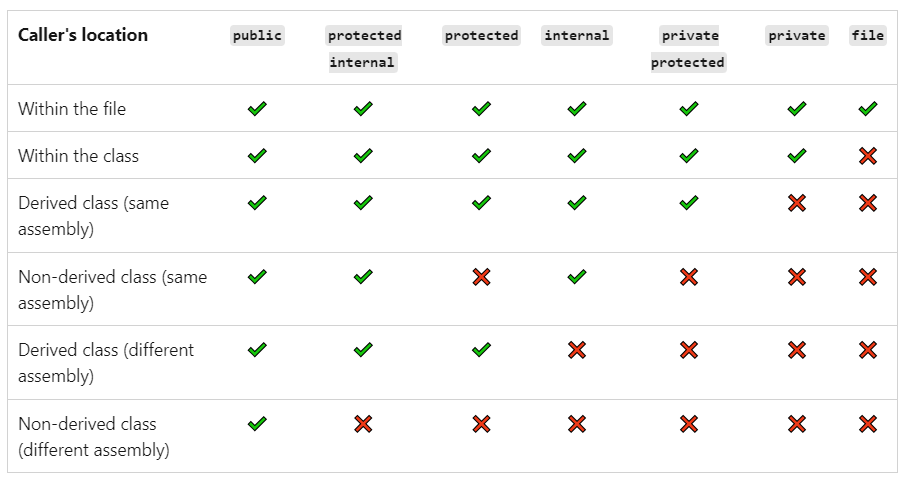 Caller's location public protected protected internal private private file
internal protected
Within the file
Within the class
Derived class (same
assembly)
Non-derived class (same
assembly)
Derived class (different
assembly)
Non-derived class
(different assembly)